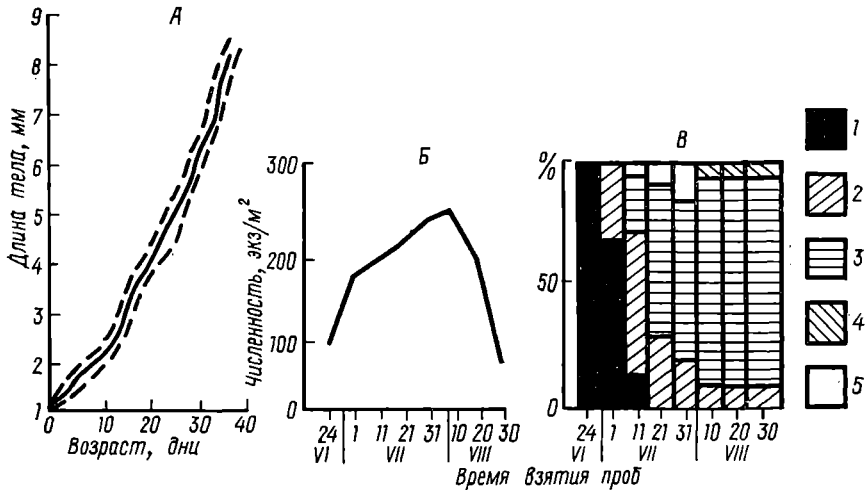 А
9
8
7
6
5
4
3
2
1
Длина тела, мм
0 10 20 30 40
Возраст, дни
Б
300
200
100
0
Численность, экз/м²
24 1 11 21 31 10 20 30
VI VII VIII
В
%
50
0
24 1 11 21 31 10 20 30
VI VII VIII
Время взятия проб
1
2
3
4
5